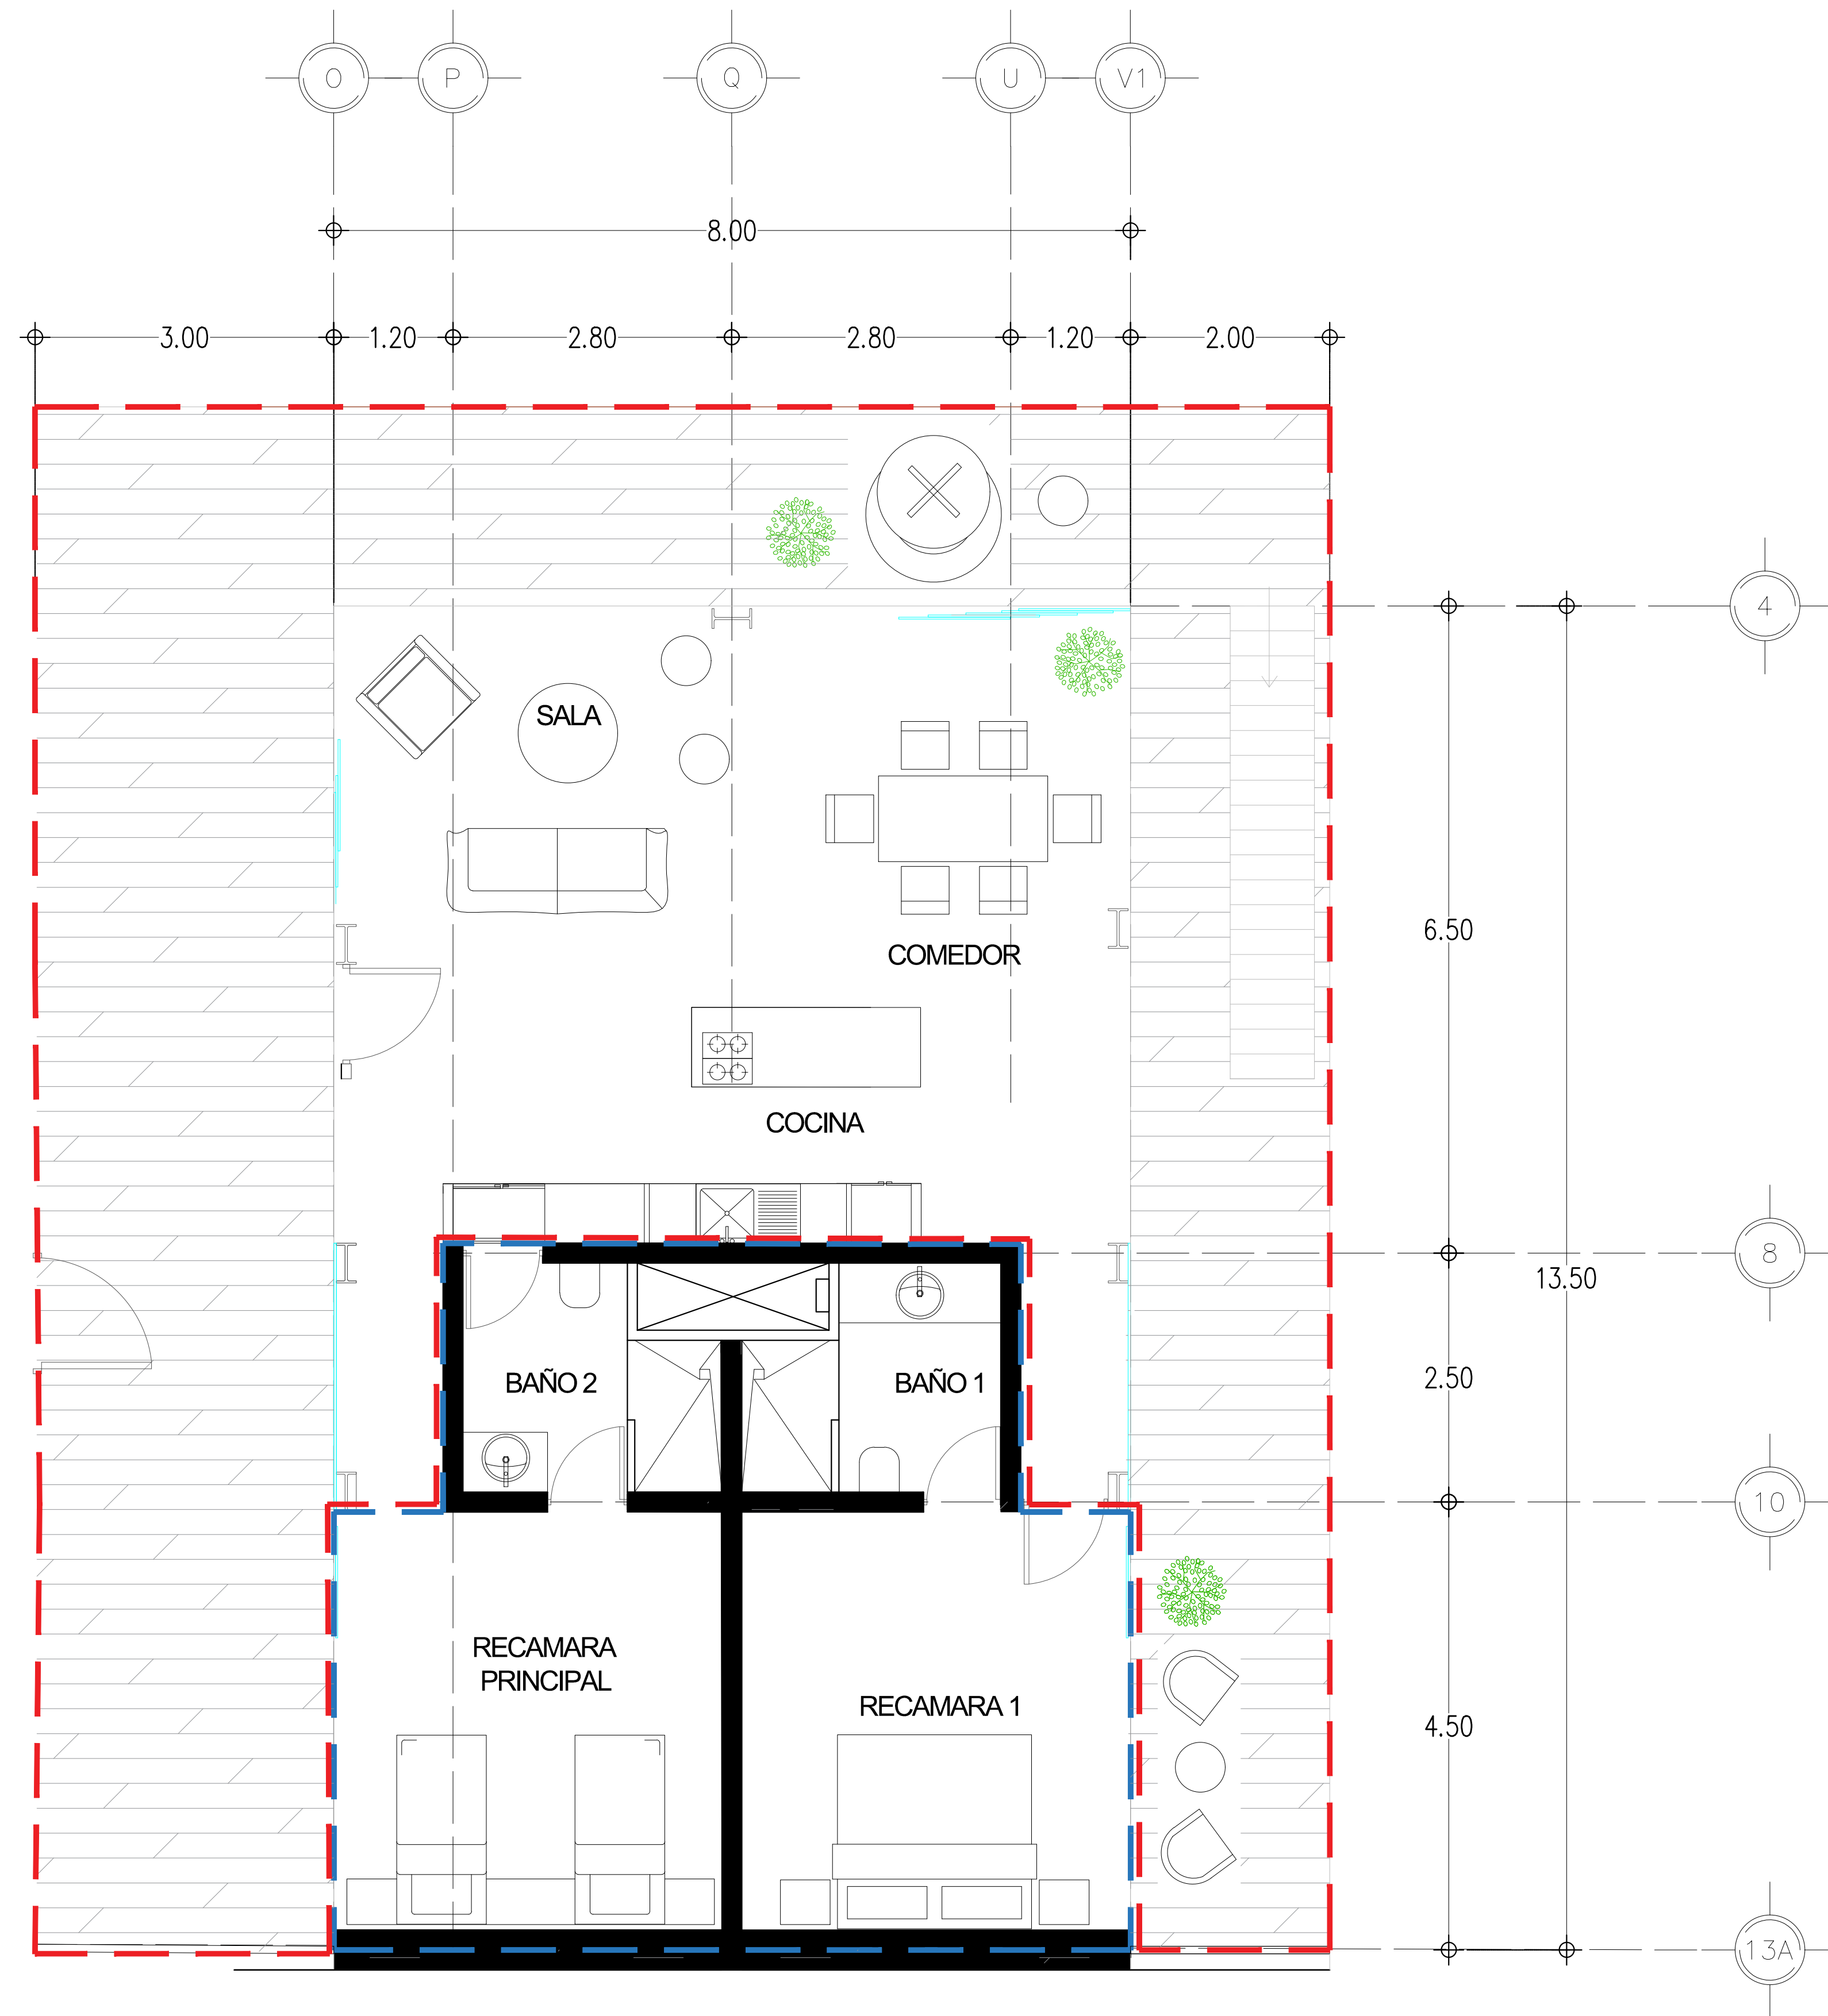 O P Q U V1
8.00
3.00 1.20 2.80 2.80 1.20 2.00
4
SALA
6.50
COMEDOR
COCINA
8
13.50
BAÑO 2 BAÑO 1
2.50
10
RECAMARA
PRINCIPAL
RECAMARA 1
4.50
13A